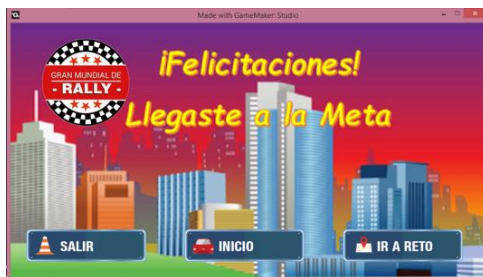 Made with GameMaker: Studio
¡Felicitaciones!
Llegaste a la Meta
GRAN MUNDIAL DE
- RALLY -
SALIR
INICIO
IR A RETO